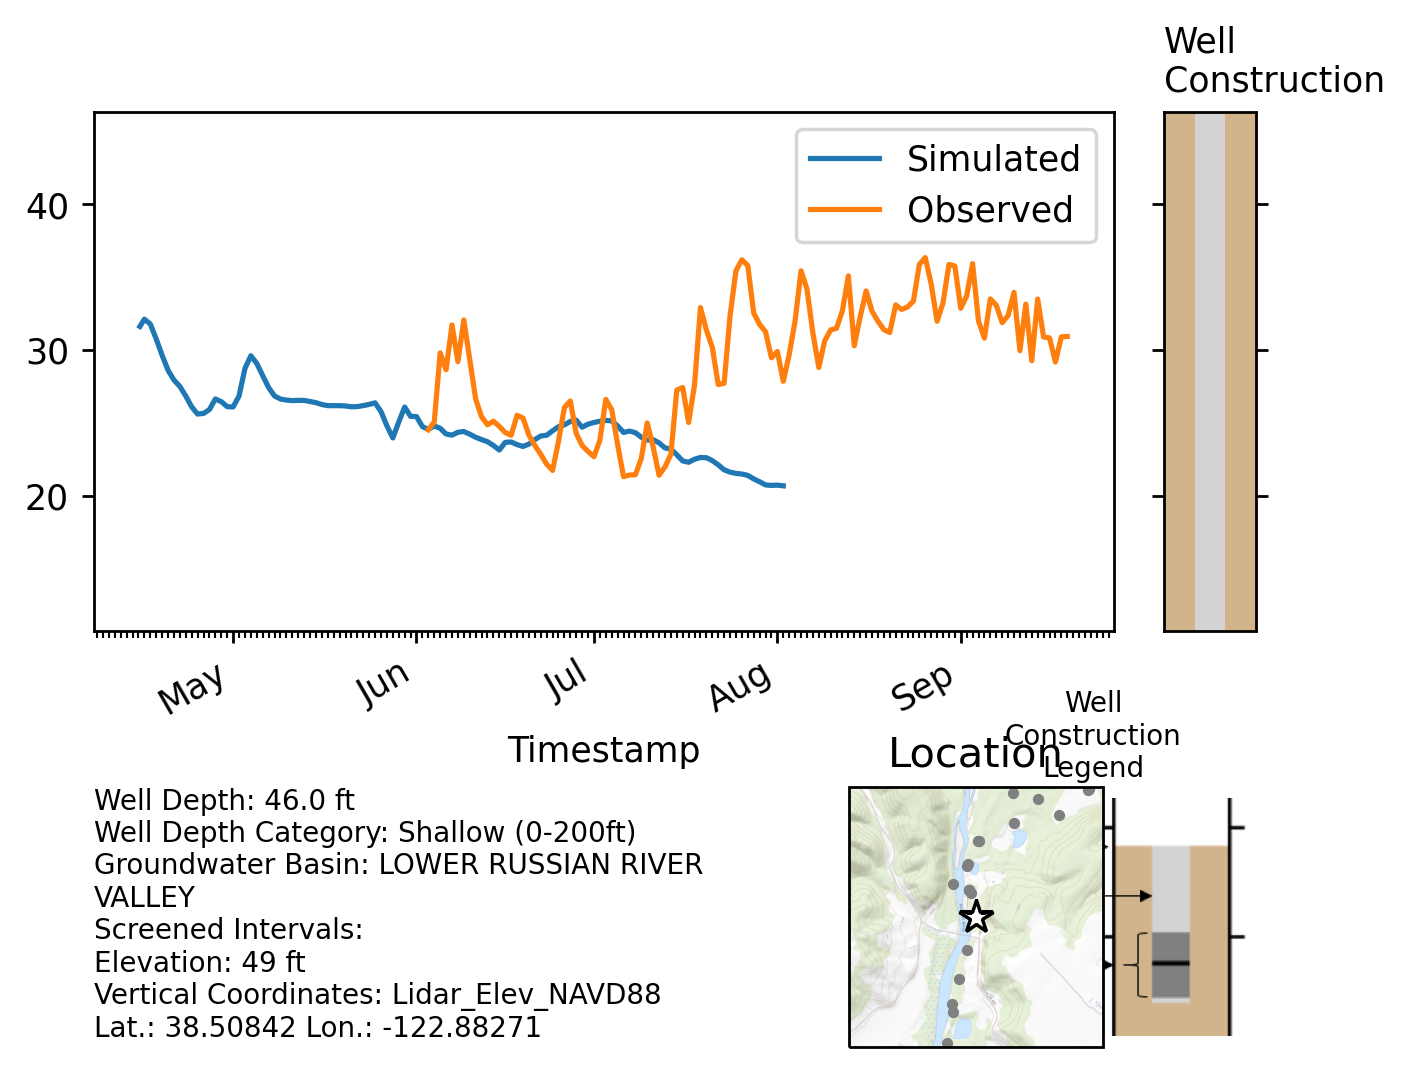 Well
Construction
Simulated
Observed
40
30
20
May
Jun
Jul
Aug
Sep
Timestamp
Well
Construction
Legend
Location
Well Depth: 46.0 ft
Well Depth Category: Shallow (0-200ft)
Groundwater Basin: LOWER RUSSIAN RIVER
VALLEY
Screened Intervals:
Elevation: 49 ft
Vertical Coordinates: Lidar_Elev_NAVD88
Lat.: 38.50842 Lon.: -122.88271